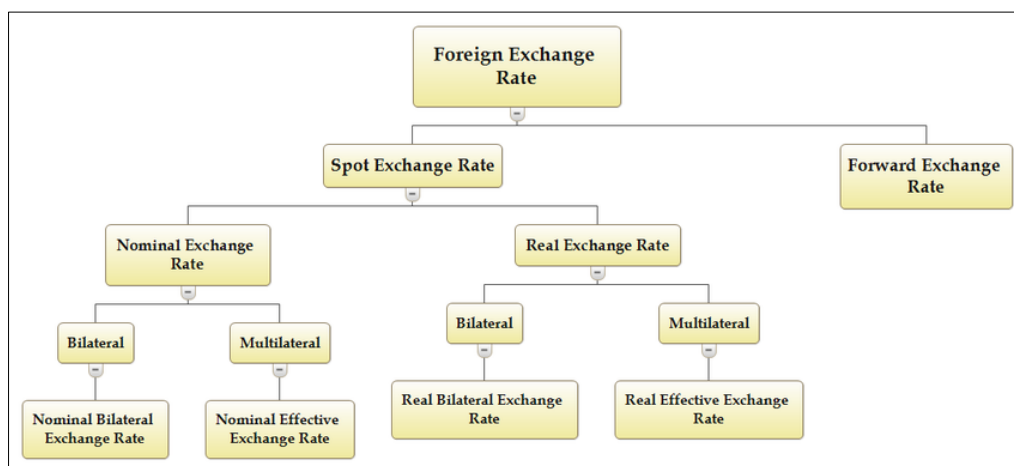 Foreign Exchange
Rate
Spot Exchange Rate
Forward Exchange
Rate
Nominal Exchange
Rate
Real Exchange Rate
Bilateral
Multilateral
Bilateral
Multilateral
Nominal Bilateral
Exchange Rate
Nominal Effective
Exchange Rate
Real Bilateral Exchange
Rate
Real Effective Exchange
Rate